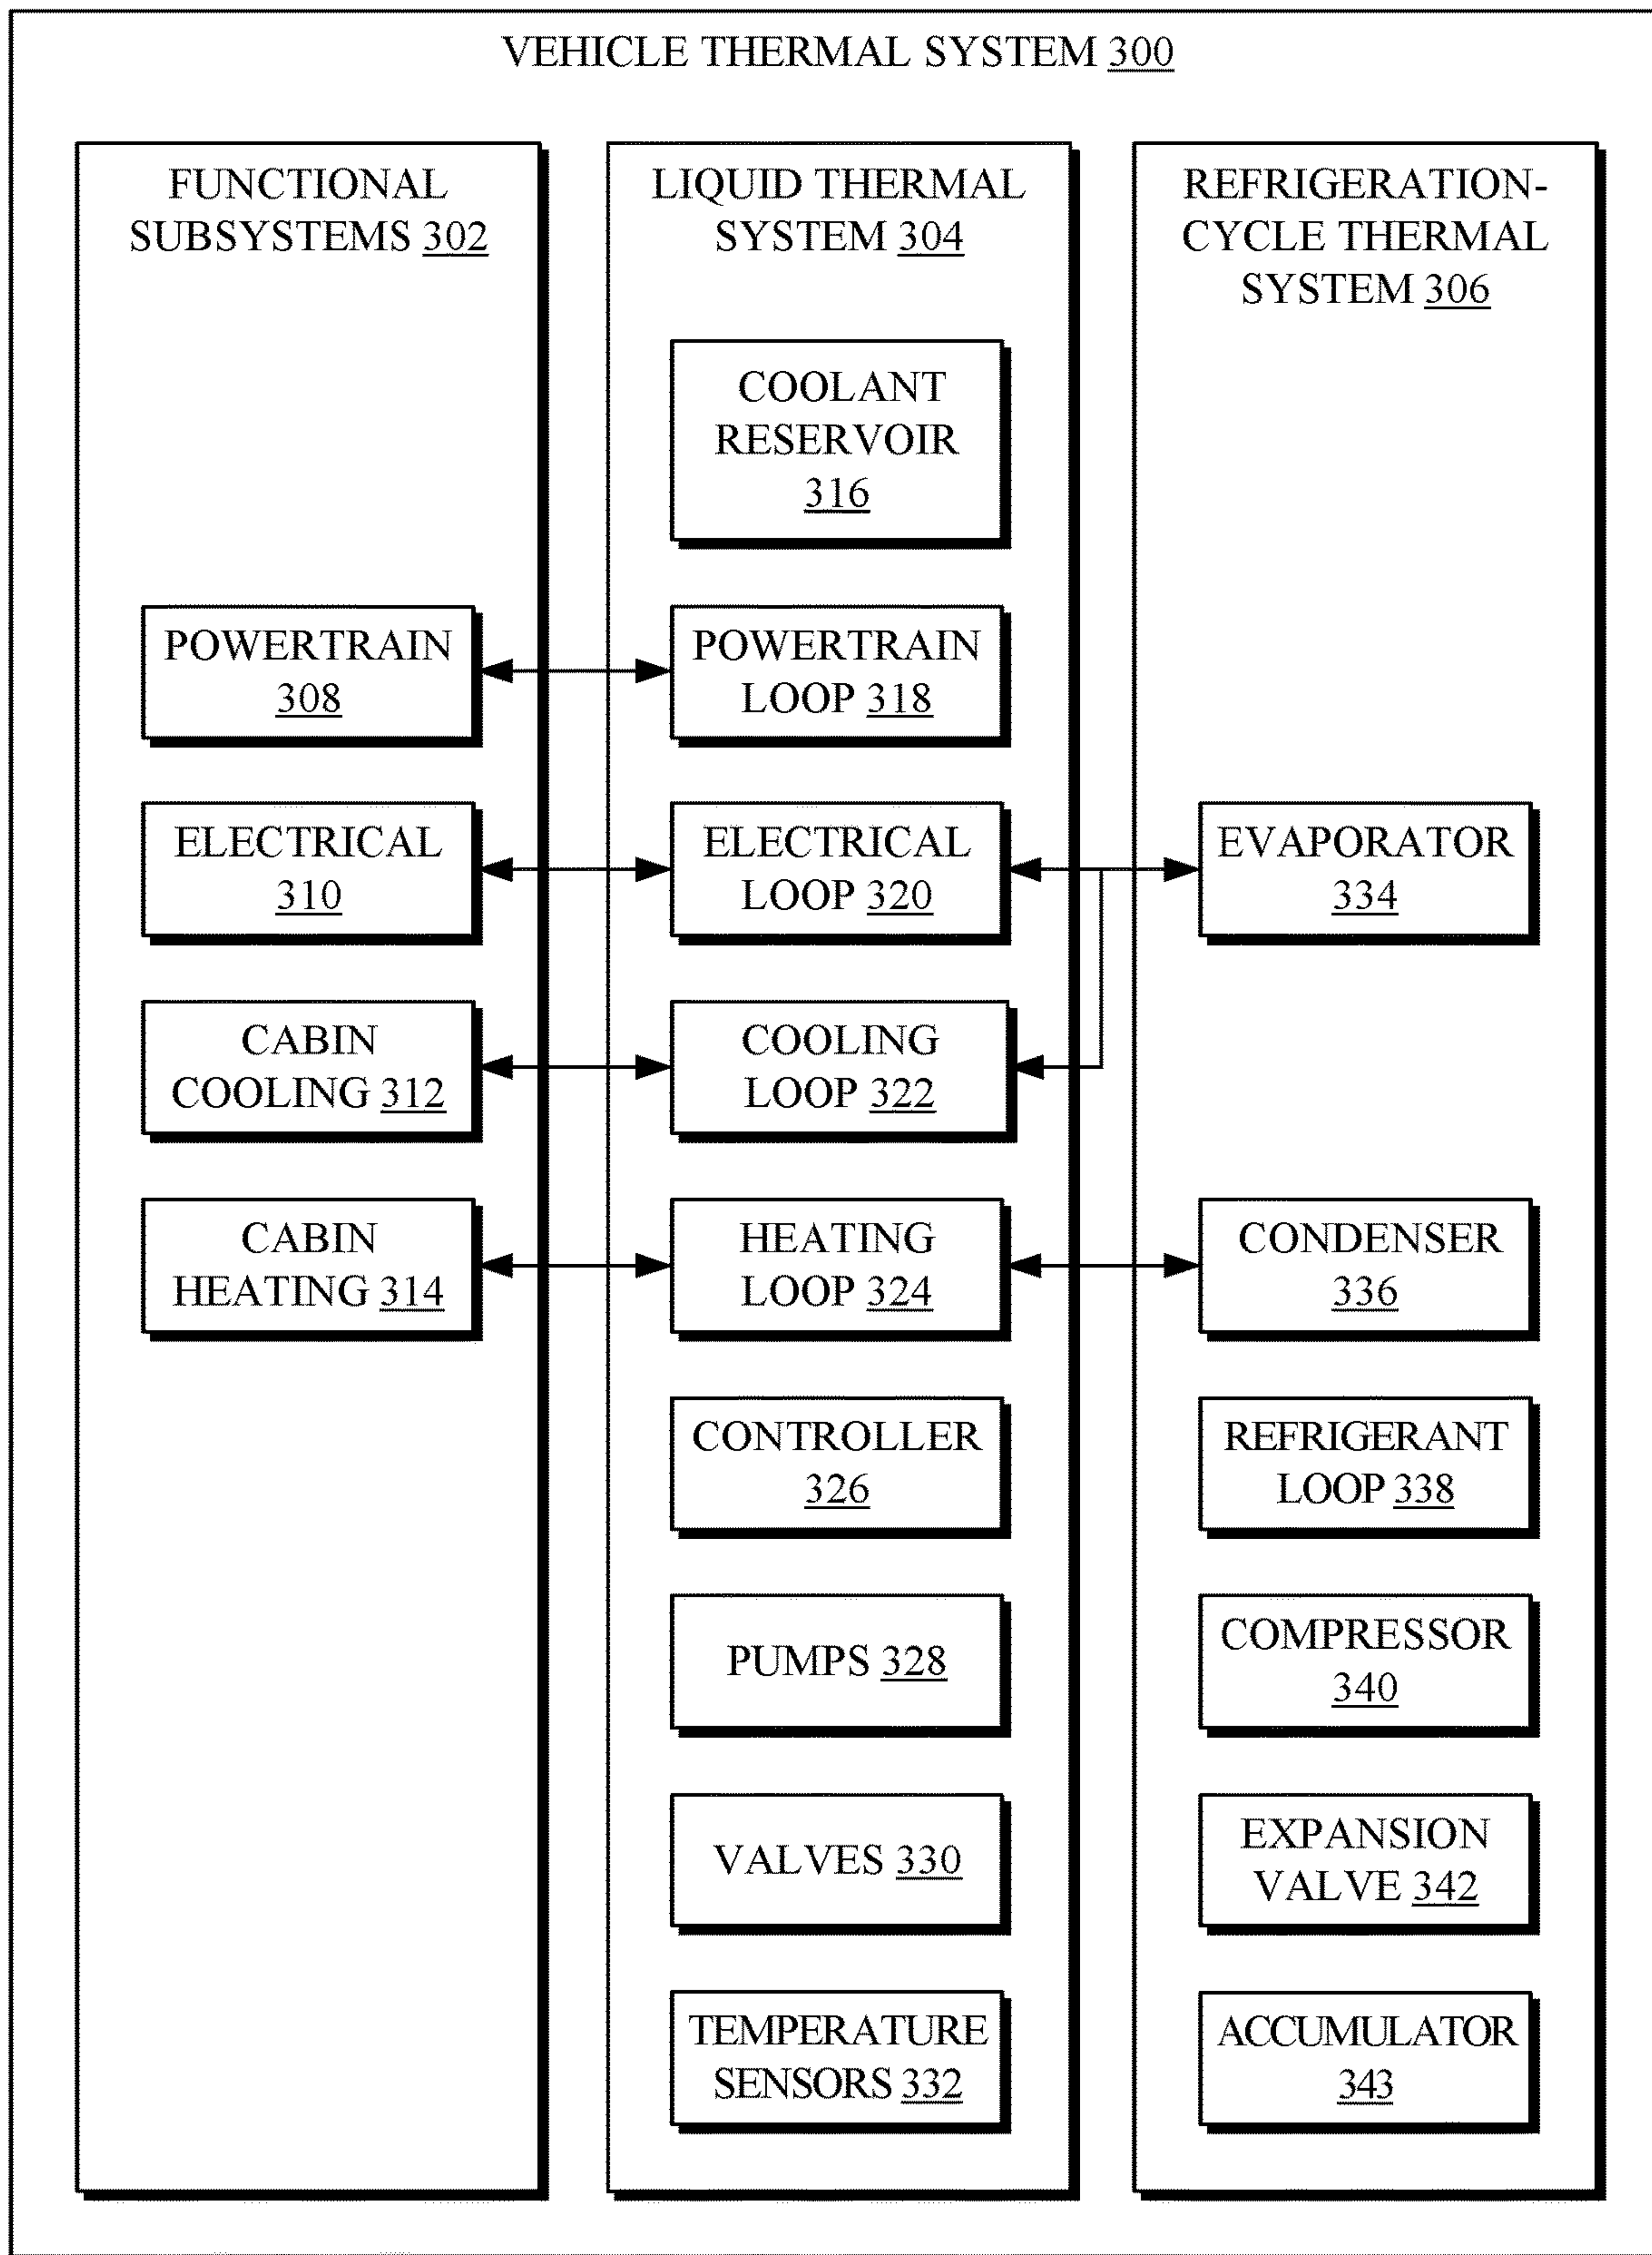 VEHICLE THERMAL SYSTEM 300
FUNCTIONAL
SUBSYSTEMS 302
POWERTRAIN
308
ELECTRICAL
310
CABIN
COOLING 312
CABIN
HEATING 314
LIQUID THERMAL
SYSTEM 304
COOLANT
RESERVOIR
316
POWERTRAIN
LOOP 318
ELECTRICAL
LOOP 320
COOLING
LOOP 322
HEATING
LOOP 324
CONTROLLER
326
PUMPS 328
VALVES 330
TEMPERATURE
SENSORS 332
REFRIGERATION-
CYCLE THERMAL
SYSTEM 306
EVAPORATOR
334
CONDENSER
336
REFRIGERANT
LOOP 338
COMPRESSOR
340
EXPANSION
VALVE 342
ACCUMULATOR
343